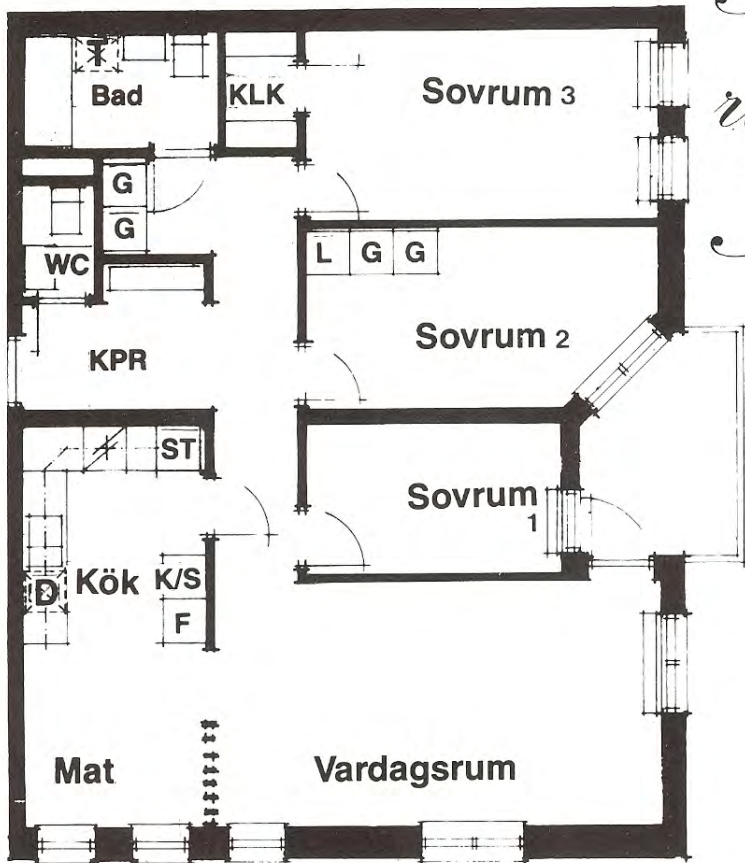 T
Bad
KLK
Sovrum 3
G
G
WC
L G G
Sovrum 2
KPR
ST
Sovrum
1
Kök
K/S
D
F
Mat
Vardagsrum